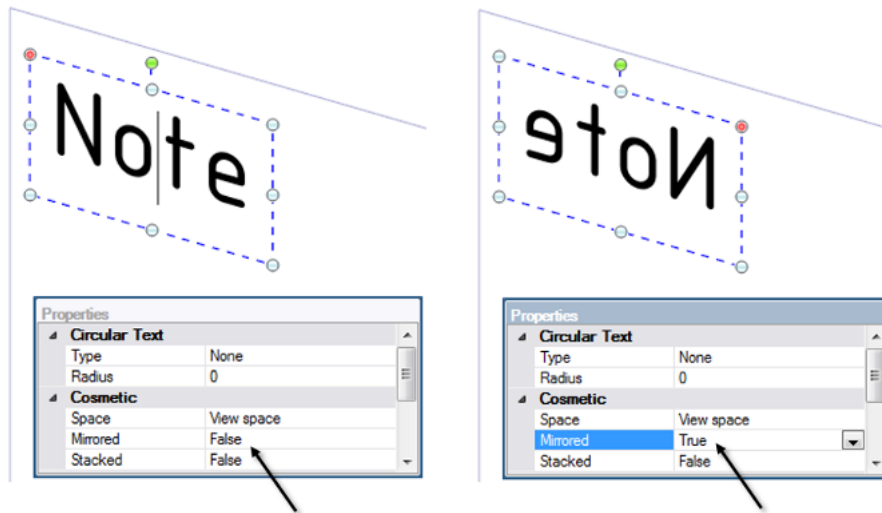 Note
Properties
Circular Text
Type None
Radius 0
Cosmetic
Space View space
Mirrored False
Stacked False
Note
Properties
Circular Text
Type None
Radius 0
Cosmetic
Space View space
Mirrored True
Stacked False